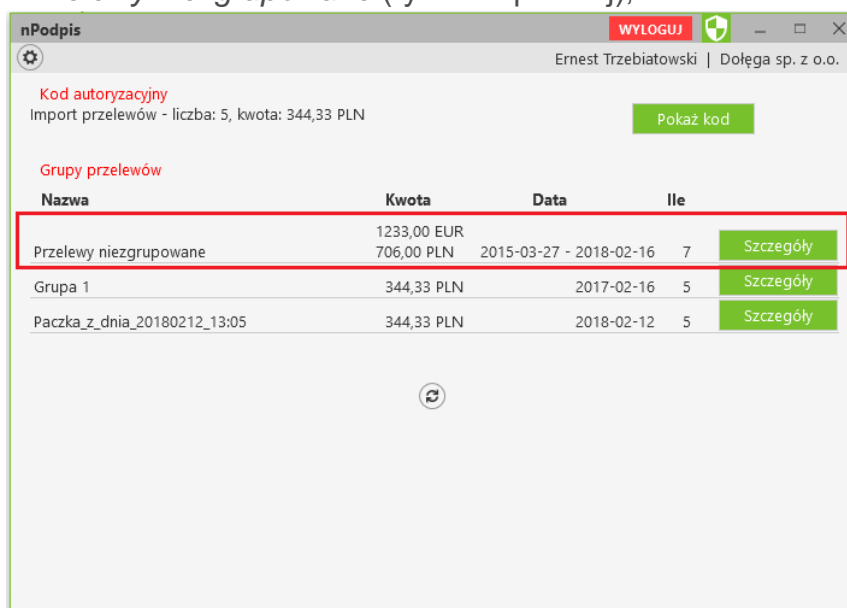 nPodpis WYLOGUJ
Ernest Trzebiatowski | Dołęga sp. z o.o.
Kod autoryzacyjny
Import przelewów - liczba: 5, kwota: 344,33 PLN
Pokaż kod
Grupy przelewów
Nazwa Kwota Data Ile
1233,00 EUR
Przelewy niezgrupowane 706,00 PLN 2015-03-27 - 2018-02-16 7 Szczegóły
Grupa 1 344,33 PLN 2017-02-16 5 Szczegóły
Paczka_z_dnia_20180212_13:05 344,33 PLN 2018-02-12 5 Szczegóły